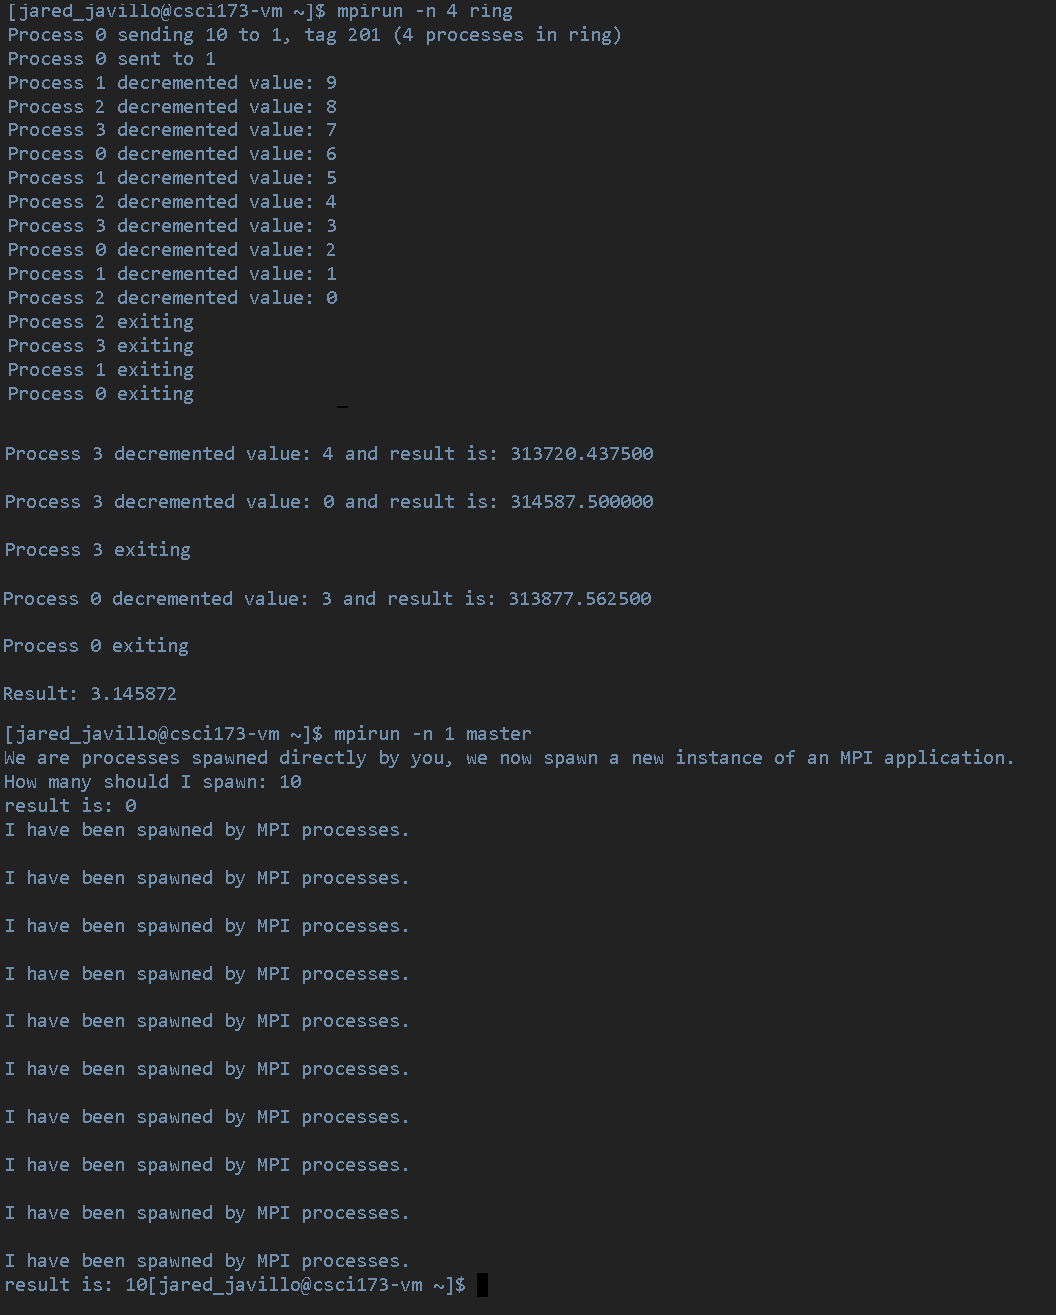 [jared_javillo@csci173-vm ~]$ mpirun -n 4 ring
Process 0 sending 10 to 1, tag 201 (4 processes in ring)
Process 0 sent to 1
Process 1 decremented value: 9
Process 2 decremented value: 8
Process 3 decremented value: 7
Process 0 decremented value: 6
Process 1 decremented value: 5
Process 2 decremented value: 4
Process 3 decremented value: 3
Process 0 decremented value: 2
Process 1 decremented value: 1
Process 2 decremented value: 0
Process 2 exiting
Process 3 exiting
Process 1 exiting
Process 0 exiting
Process 3 decremented value: 4 and result is: 313720.437500
Process 3 decremented value: 0 and result is: 314587.500000
Process 3 exiting
Process 0 decremented value: 3 and result is: 313877.562500
Process 0 exiting
Result: 3.145872
[jared_javillo@csci173-vm ~]$ mpirun -n 1 master
We are processes spawned directly by you, we now spawn a new instance of an MPI application.
How many should I spawn: 10
result is: 0
I have been spawned by MPI processes.
I have been spawned by MPI processes.
I have been spawned by MPI processes.
I have been spawned by MPI processes.
I have been spawned by MPI processes.
I have been spawned by MPI processes.
I have been spawned by MPI processes.
I have been spawned by MPI processes.
I have been spawned by MPI processes.
I have been spawned by MPI processes.
result is: 10[jared_javillo@csci173-vm ~]$